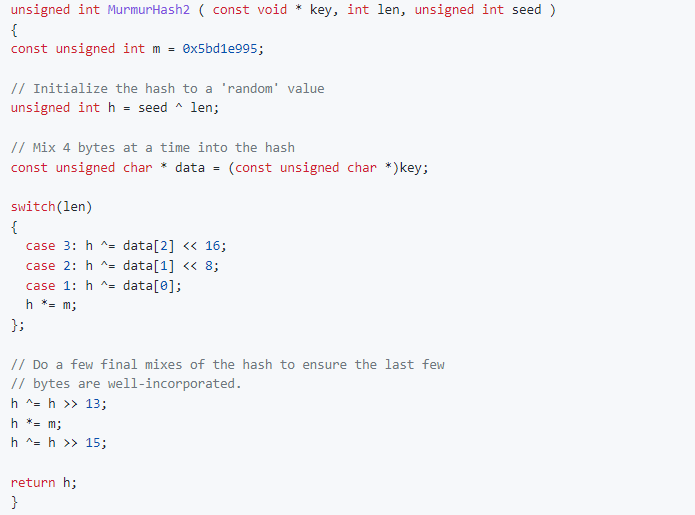 unsigned int MurmurHash2 ( const void * key, int len, unsigned int seed )
{
const unsigned int m = 0x5bd1e995;
// Initialize the hash to a 'random' value
unsigned int h = seed ^ len;
// Mix 4 bytes at a time into the hash
const unsigned char * data = (const unsigned char *)key;
switch(len)
{
case 3: h ^= data[2] << 16;
case 2: h ^= data[1] << 8;
case 1: h ^= data[0];
h *= m;
};
// Do a few final mixes of the hash to ensure the last few
// bytes are well-incorporated.
h ^= h >> 13;
h *= m;
h ^= h >> 15;
return h;
}